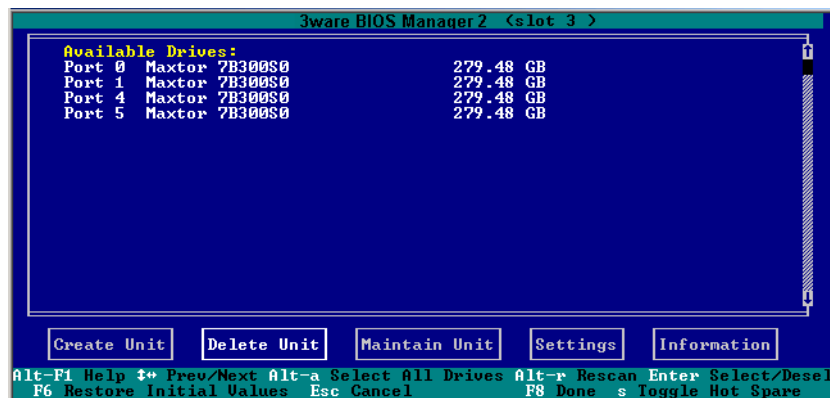 3ware BIOS Manager 2 (slot 3 )
Available Drives:
Port 0 Maxtor 7B300S0 279.48 GB
Port 1 Maxtor 7B300S0 279.48 GB
Port 4 Maxtor 7B300S0 279.48 GB
Port 5 Maxtor 7B300S0 279.48 GB
Create Unit Delete Unit Maintain Unit Settings Information
Alt-F1 Help ↕↔ Prev/Next Alt-a Select All Drives Alt-r Rescan Enter Select/Desel
F6 Restore Initial Values Esc Cancel F8 Done s Toggle Hot Spare